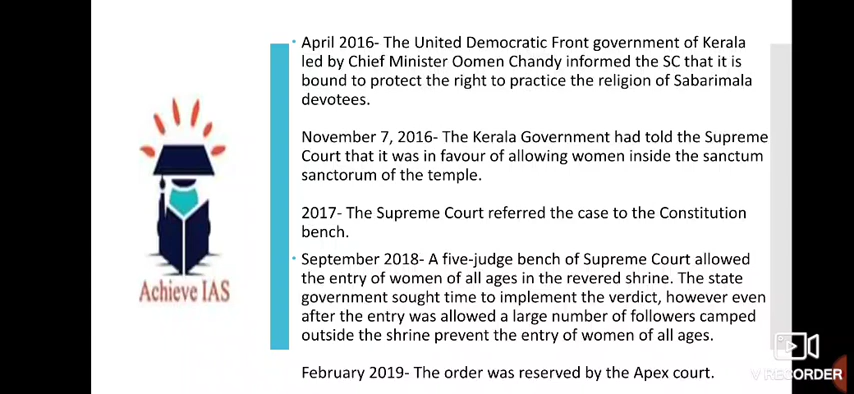 April 2016- The United Democratic Front government of Kerala
led by Chief Minister Oomen Chandy informed the SC that it is
bound to protect the right to practice the religion of Sabarimala
devotees.
November 7, 2016- The Kerala Government had told the Supreme
Court that it was in favour of allowing women inside the sanctum
sanctorum of the temple.
2017- The Supreme Court referred the case to the Constitution
bench.
September 2018- A five-judge bench of Supreme Court allowed
the entry of women of all ages in the revered shrine. The state
government sought time to implement the verdict, however even
after the entry was allowed a large number of followers camped
outside the shrine prevent the entry of women of all ages.
February 2019- The order was reserved by the Apex court.
Achieve IAS
V RECORDER